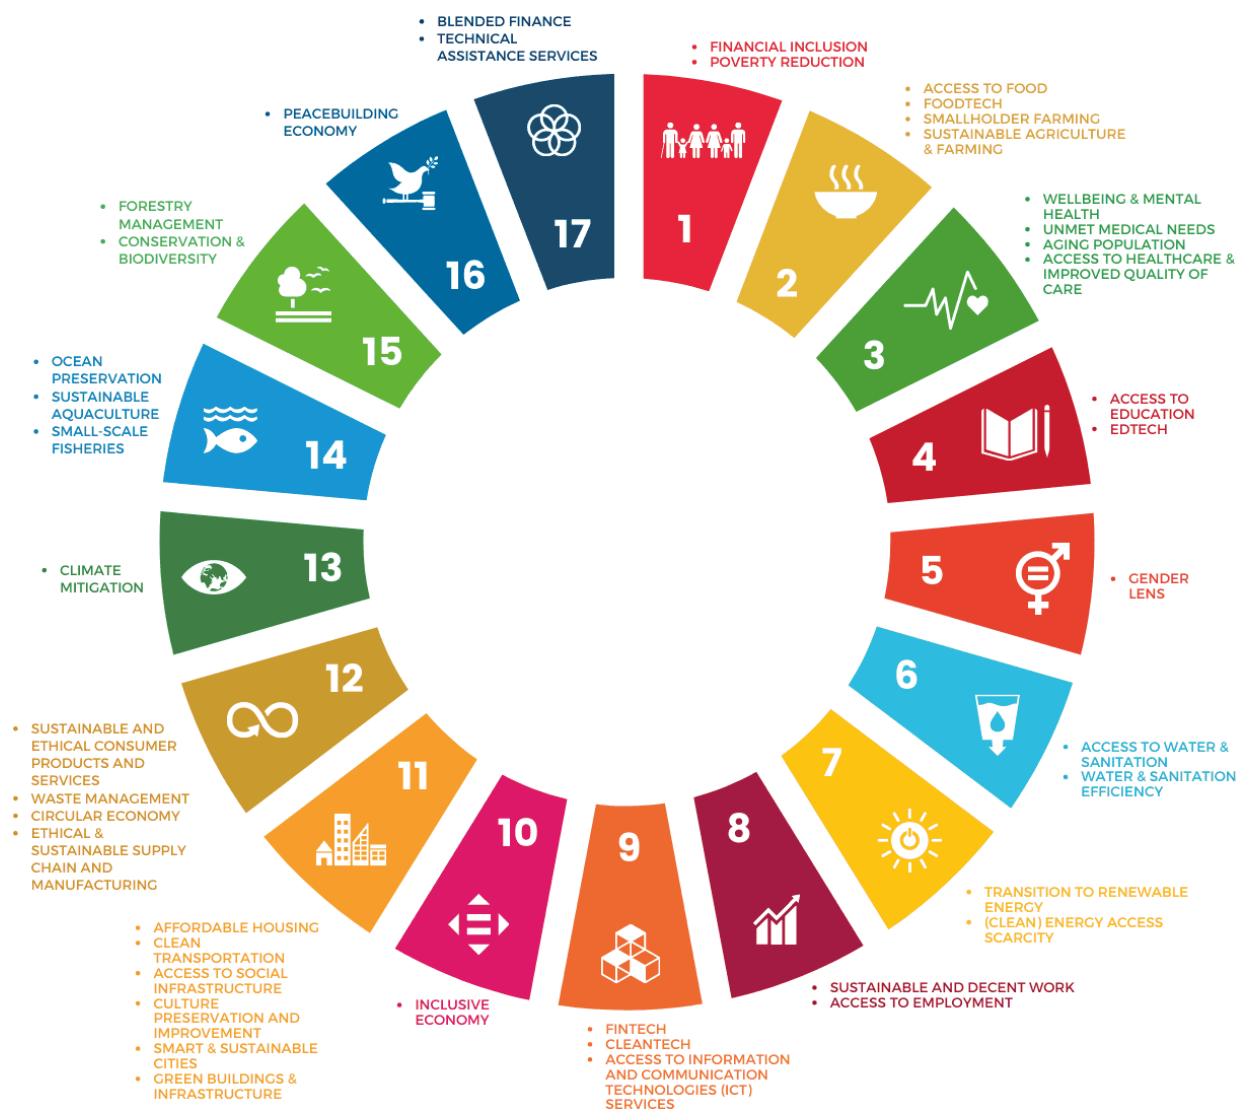 • BLENDED FINANCE
• TECHNICAL
ASSISTANCE SERVICES
17
• FINANCIAL INCLUSION
• POVERTY REDUCTION
1
• ACCESS TO FOOD
• FOODTECH
• SMALLHOLDER FARMING
• SUSTAINABLE AGRICULTURE
& FARMING
2
• WELLBEING & MENTAL
HEALTH
• UNMET MEDICAL NEEDS
• AGING POPULATION
• ACCESS TO HEALTHCARE &
IMPROVED QUALITY OF
CARE
3
• ACCESS TO
EDUCATION
• EDTECH
4
• GENDER
LENS
5
• ACCESS TO WATER &
SANITATION
• WATER & SANITATION
EFFICIENCY
6
• TRANSITION TO RENEWABLE
ENERGY
• (CLEAN) ENERGY ACCESS
SCARCITY
7
• SUSTAINABLE AND DECENT WORK
• ACCESS TO EMPLOYMENT
8
• FINTECH
• CLEANTECH
• ACCESS TO INFORMATION
AND COMMUNICATION
TECHNOLOGIES (ICT)
SERVICES
9
• INCLUSIVE
ECONOMY
10
• AFFORDABLE HOUSING
• CLEAN
TRANSPORTATION
• ACCESS TO SOCIAL
INFRASTRUCTURE
• CULTURE
PRESERVATION AND
IMPROVEMENT
• SMART & SUSTAINABLE
CITIES
• GREEN BUILDINGS &
INFRASTRUCTURE
11
• SUSTAINABLE AND
ETHICAL CONSUMER
PRODUCTS AND
SERVICES
• WASTE MANAGEMENT
• CIRCULAR ECONOMY
• ETHICAL &
SUSTAINABLE SUPPLY
CHAIN AND
MANUFACTURING
12
• CLIMATE
MITIGATION
13
• OCEAN
PRESERVATION
• SUSTAINABLE
AQUACULTURE
• SMALL-SCALE
FISHERIES
14
• FORESTRY
MANAGEMENT
• CONSERVATION &
BIODIVERSITY
15
• PEACEBUILDING
ECONOMY
16